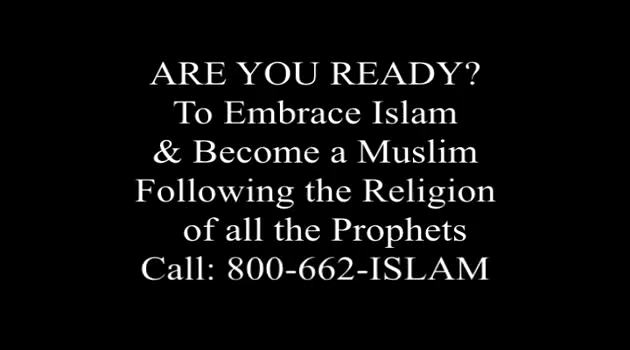 ARE YOU READY?
To Embrace Islam
& Become a Muslim
Following the Religion
of all the Prophets
Call: 800-662-ISLAM